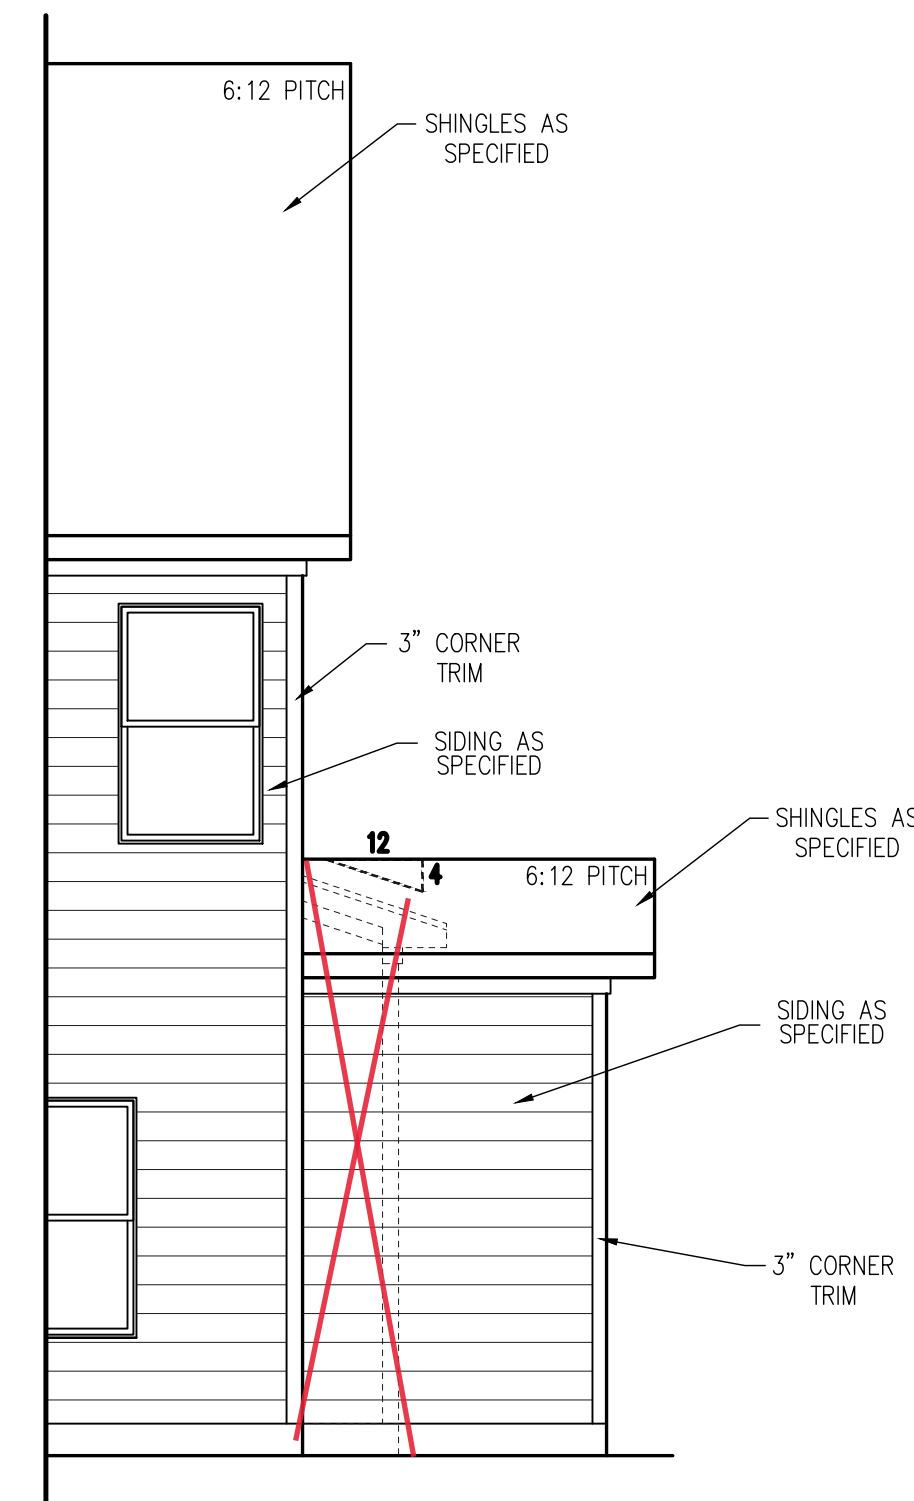 6:12 PITCH
SHINGLES AS
SPECIFIED
3" CORNER
TRIM
SIDING AS
SPECIFIED
12
4
6:12 PITCH
SHINGLES AS
SPECIFIED
SIDING AS
SPECIFIED
3" CORNER
TRIM